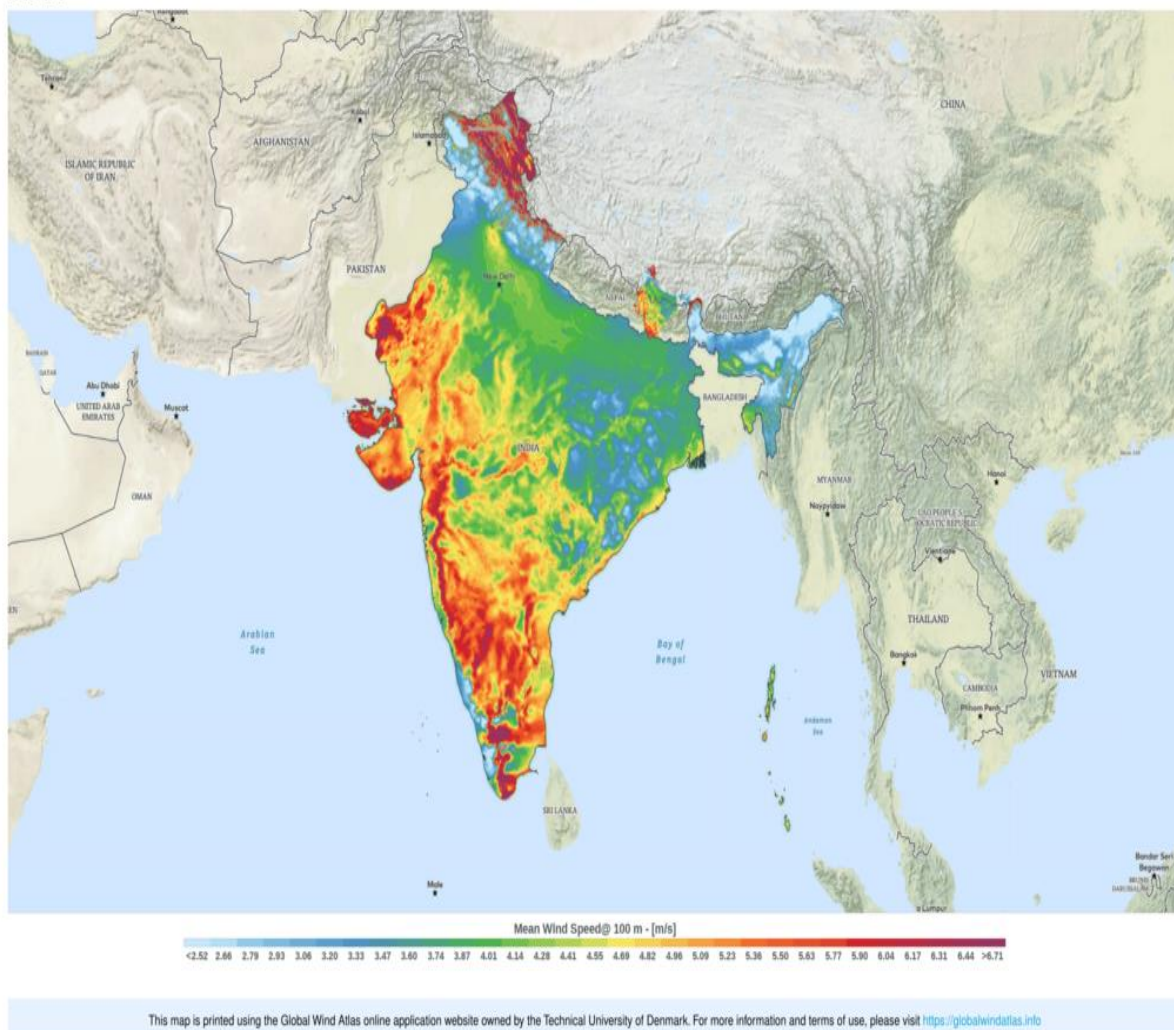 Tehran
Kabul
Islamabad
CHINA
AFGHANISTAN
ISLAMIC REPUBLIC
OF IRAN
PAKISTAN
New Delhi
NEPAL
BHUTAN
BAHRAIN
QATAR
Abu Dhabi
UNITED ARAB
EMIRATES
Muscat
BANGLADESH
OMAN
INDIA
MYANMAR
Hanoi
Naypyidaw
LAO PEOPLE'S
Vientiane
THAILAND
Arabian
Sea
Bay of
Bengal
Bangkok
VIETNAM
CAMBODIA
Phnom Penh
Andaman
Sea
SRI LANKA
Male
Bandar Seri
Begawan
BRUNEI
DARUSSALAM
a Lumpur
Mean Wind Speed@ 100 m - [m/s]
<2.52 2.66 2.79 2.93 3.06 3.20 3.33 3.47 3.60 3.74 3.87 4.01 4.14 4.28 4.41 4.55 4.69 4.82 4.96 5.09 5.23 5.36 5.50 5.63 5.77 5.90 6.04 6.17 6.31 6.44 >6.71
This map is printed using the Global Wind Atlas online application website owned by the Technical University of Denmark. For more information and terms of use, please visit https://globalwindatlas.info